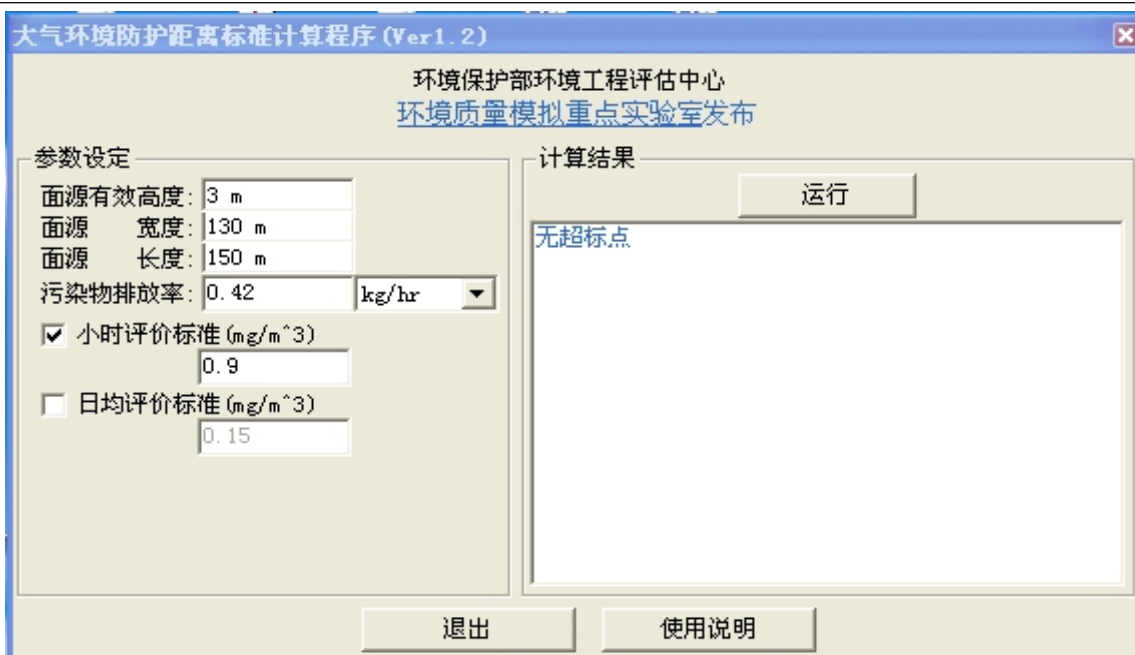 大气环境防护距离标准计算程序(Ver1.2)
环境保护部环境工程评估中心
环境质量模拟重点实验室发布
参数设定
面源有效高度: 3 m
面源 宽度: 130 m
面源 长度: 150 m
污染物排放率: 0.42 kg/hr
小时评价标准(mg/m^3)
0.9
日均评价标准(mg/m^3)
0.15
计算结果
运行
无超标点
退出 使用说明